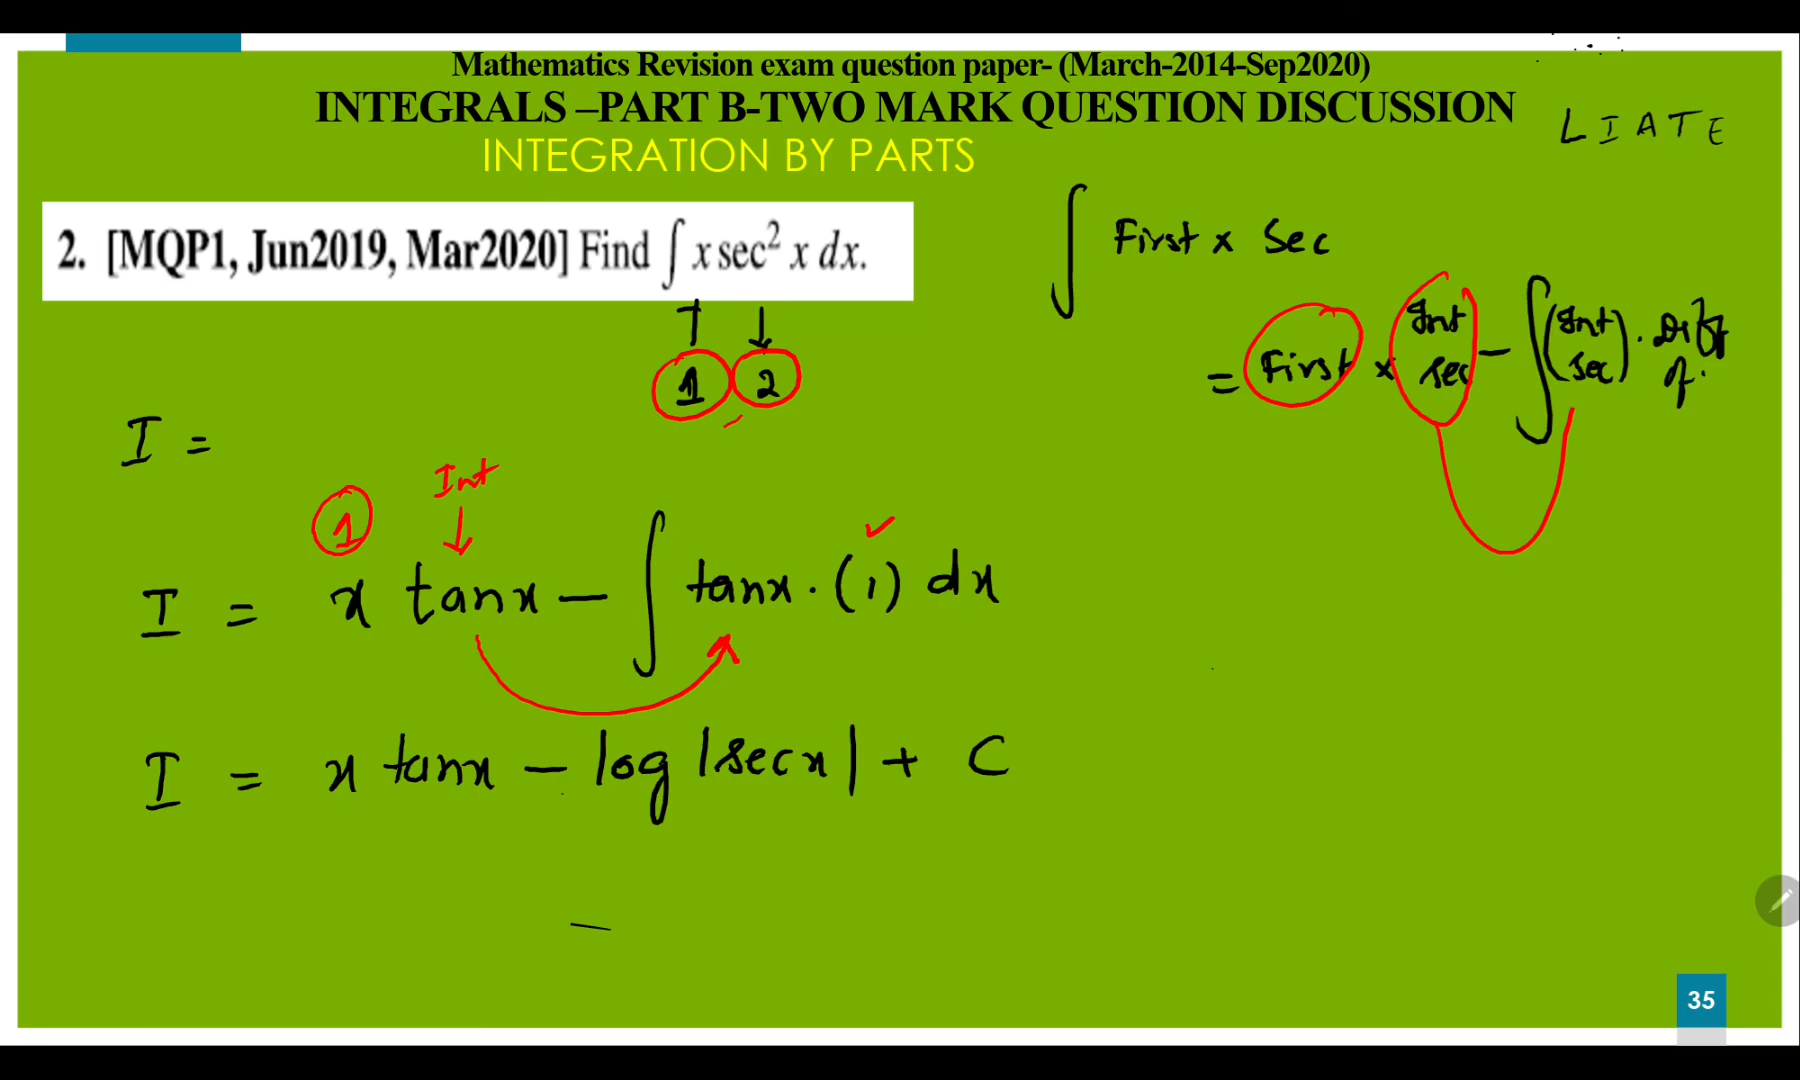 Mathematics Revision exam question paper- (March-2014-Sep2020)
INTEGRALS –PART B-TWO MARK QUESTION DISCUSSION
LIATE
INTEGRATION BY PARTS
2. [MQP1, Jun2019, Mar2020] Find ∫ x sec² x dx.
∫ First x Sec
1 2
= First x Int sec - ∫ (Int sec) . Diff of.
I =
1 Int
I = x tanx - ∫ tanx . (1) dx
I = x tanx - log |secx| + C
35